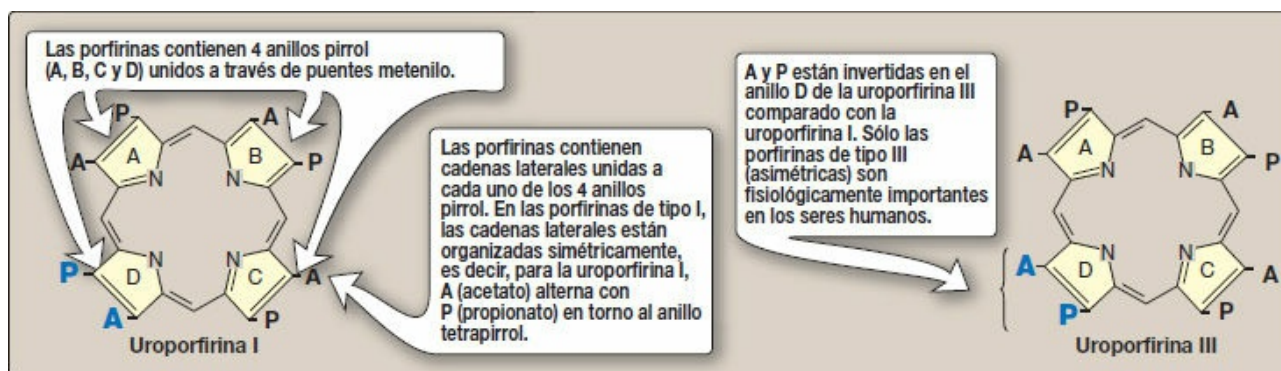 Las porfirinas contienen 4 anillos pirrol
(A, B, C y D) unidos a través de puentes metenilo.
P
A
A
P
A
B
N
N
N
N
D
C
P
A
A
P
Uroporfirina I
Las porfirinas contienen
cadenas laterales unidas a
cada uno de los 4 anillos
pirrol. En las porfirinas de tipo I,
las cadenas laterales están
organizadas simétricamente,
es decir, para la uroporfirina I,
A (acetato) alterna con
P (propionato) en torno al anillo
tetrapirrol.
A y P están invertidas en el
anillo D de la uroporfirina III
comparado con la
uroporfirina I. Sólo las
porfirinas de tipo III
(asimétricas) son
fisiológicamente importantes
en los seres humanos.
P
A
A
P
A
B
N
N
N
N
D
C
A
P
A
P
Uroporfirina III